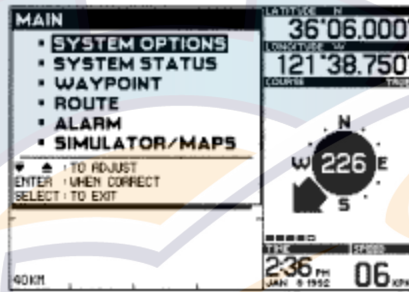 MAIN
SYSTEM OPTIONS
SYSTEM STATUS
WAYPOINT
ROUTE
ALARM
SIMULATOR/MAPS
: TO ADJUST
ENTER : WHEN CORRECT
SELECT : TO EXIT
40KM
LATITUDE N
36°06.000'
LONGITUDE W
121°38.750'
COURSE TRUE
N
W 226 E
S
TIME SPEED
2:36 PM 06 KPH
JAN 8 1992